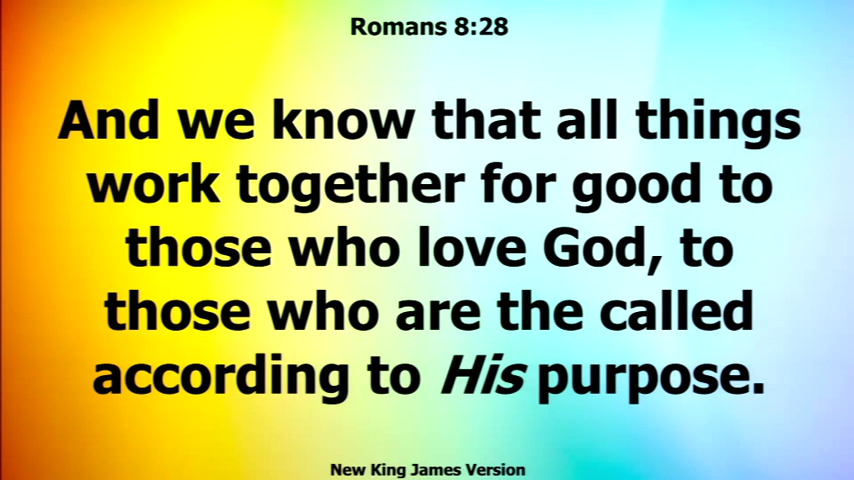 Romans 8:28
And we know that all things
work together for good to
those who love God, to
those who are the called
according to His purpose.
New King James Version